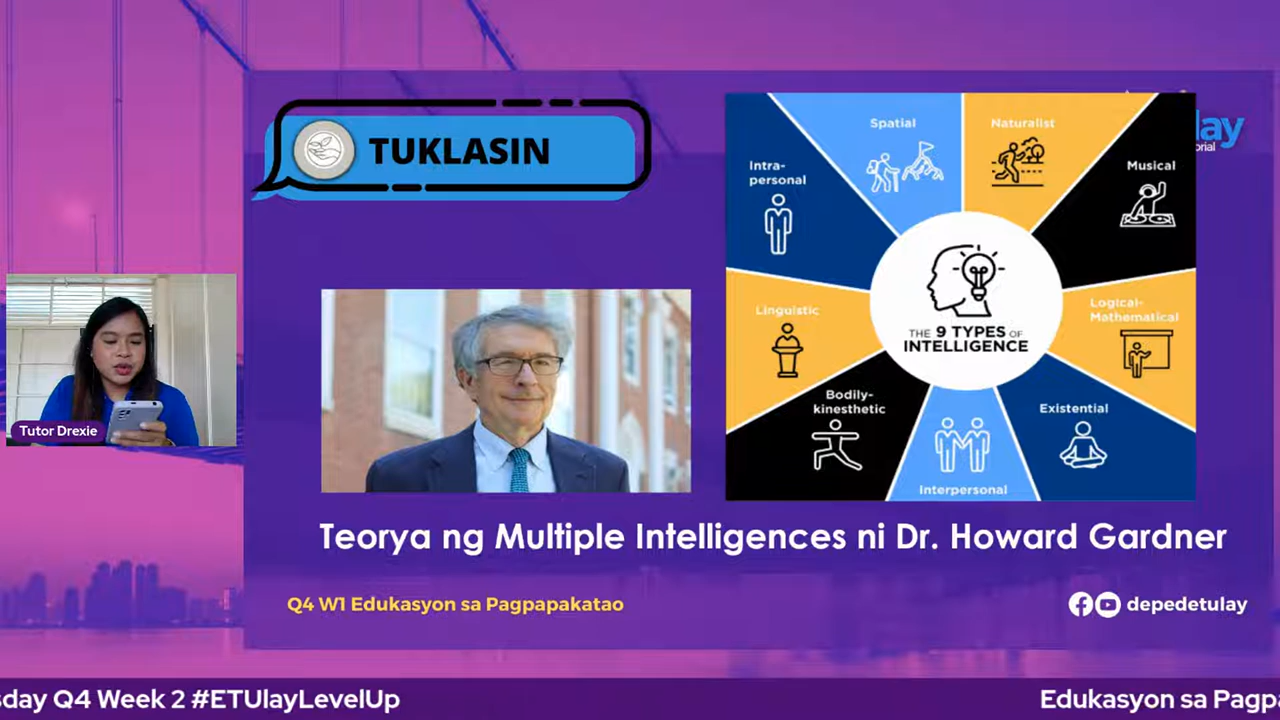 TUKLASIN
Spatial
Naturalist
Intra-
personal
Musical
Linguistic
Logical-
Mathematical
THE 9 TYPES OF
INTELLIGENCE
Bodily-
kinesthetic
Existential
Interpersonal
lay
orial
Tutor Drexie
Teorya ng Multiple Intelligences ni Dr. Howard Gardner
Q4 W1 Edukasyon sa Pagpapakatao
depedetulay
sday Q4 Week 2 #ETUlayLevelUp
Edukasyon sa Pagpa